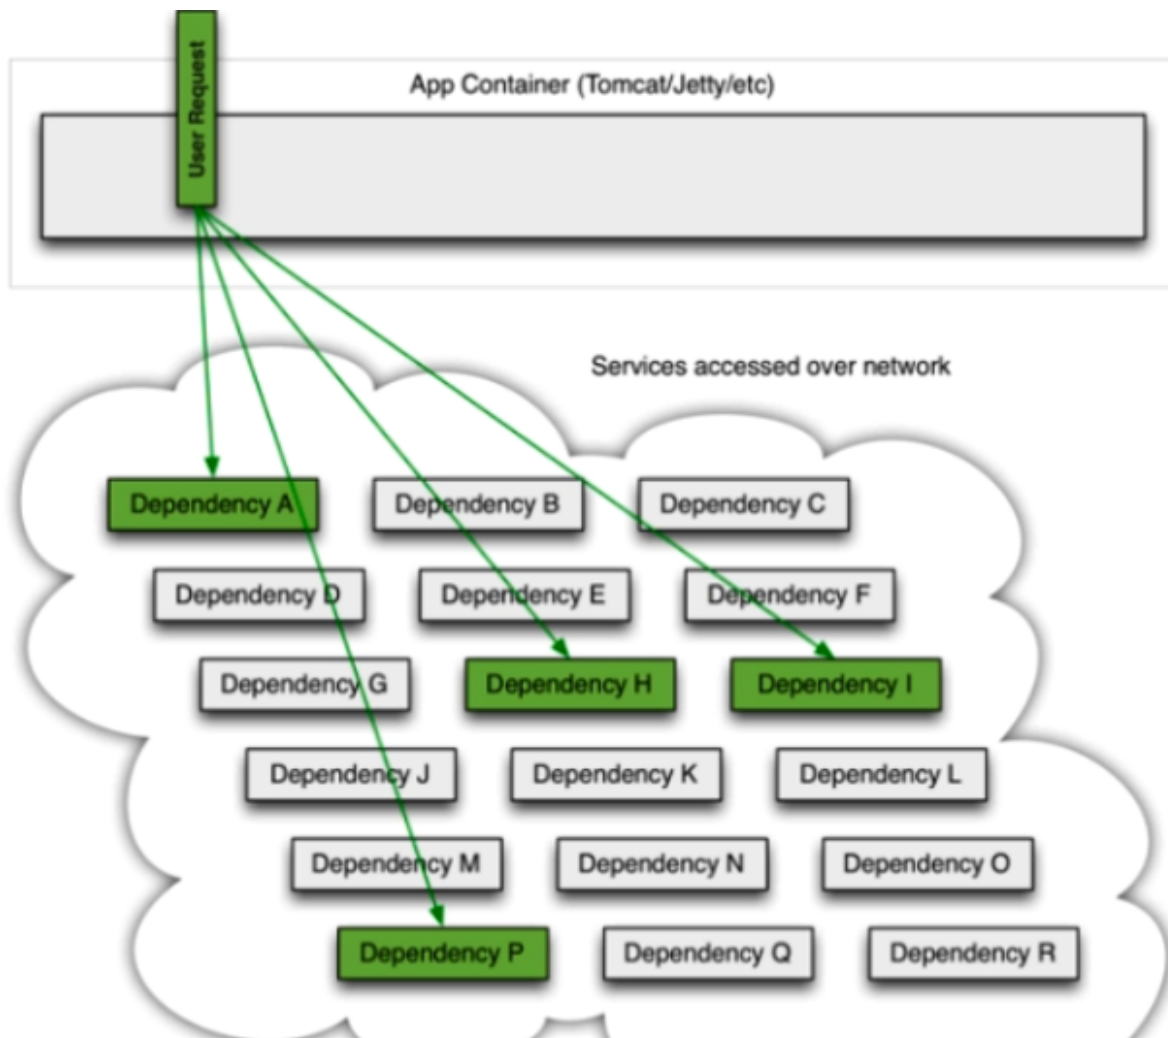 User Request
App Container (Tomcat/Jetty/etc)
Services accessed over network
Dependency A
Dependency B
Dependency C
Dependency D
Dependency E
Dependency F
Dependency G
Dependency H
Dependency I
Dependency J
Dependency K
Dependency L
Dependency M
Dependency N
Dependency O
Dependency P
Dependency Q
Dependency R